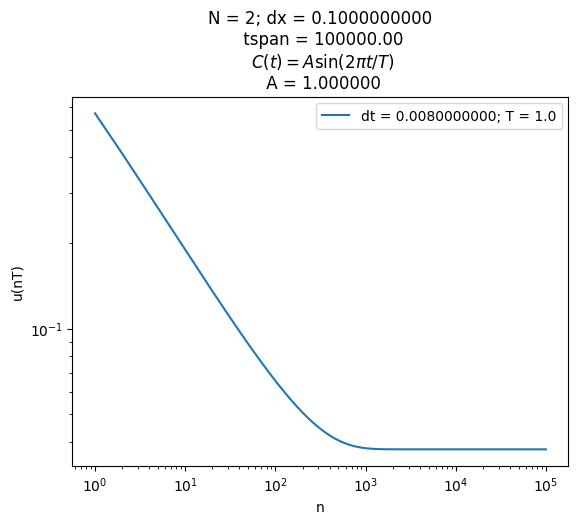 N = 2; dx = 0.1000000000
tspan = 100000.00
C(t) = A sin(2πt/T)
A = 1.000000
dt = 0.0080000000; T = 1.0
u(nT)
10⁻¹
10⁰ 10¹ 10² 10³ 10⁴ 10⁵
n